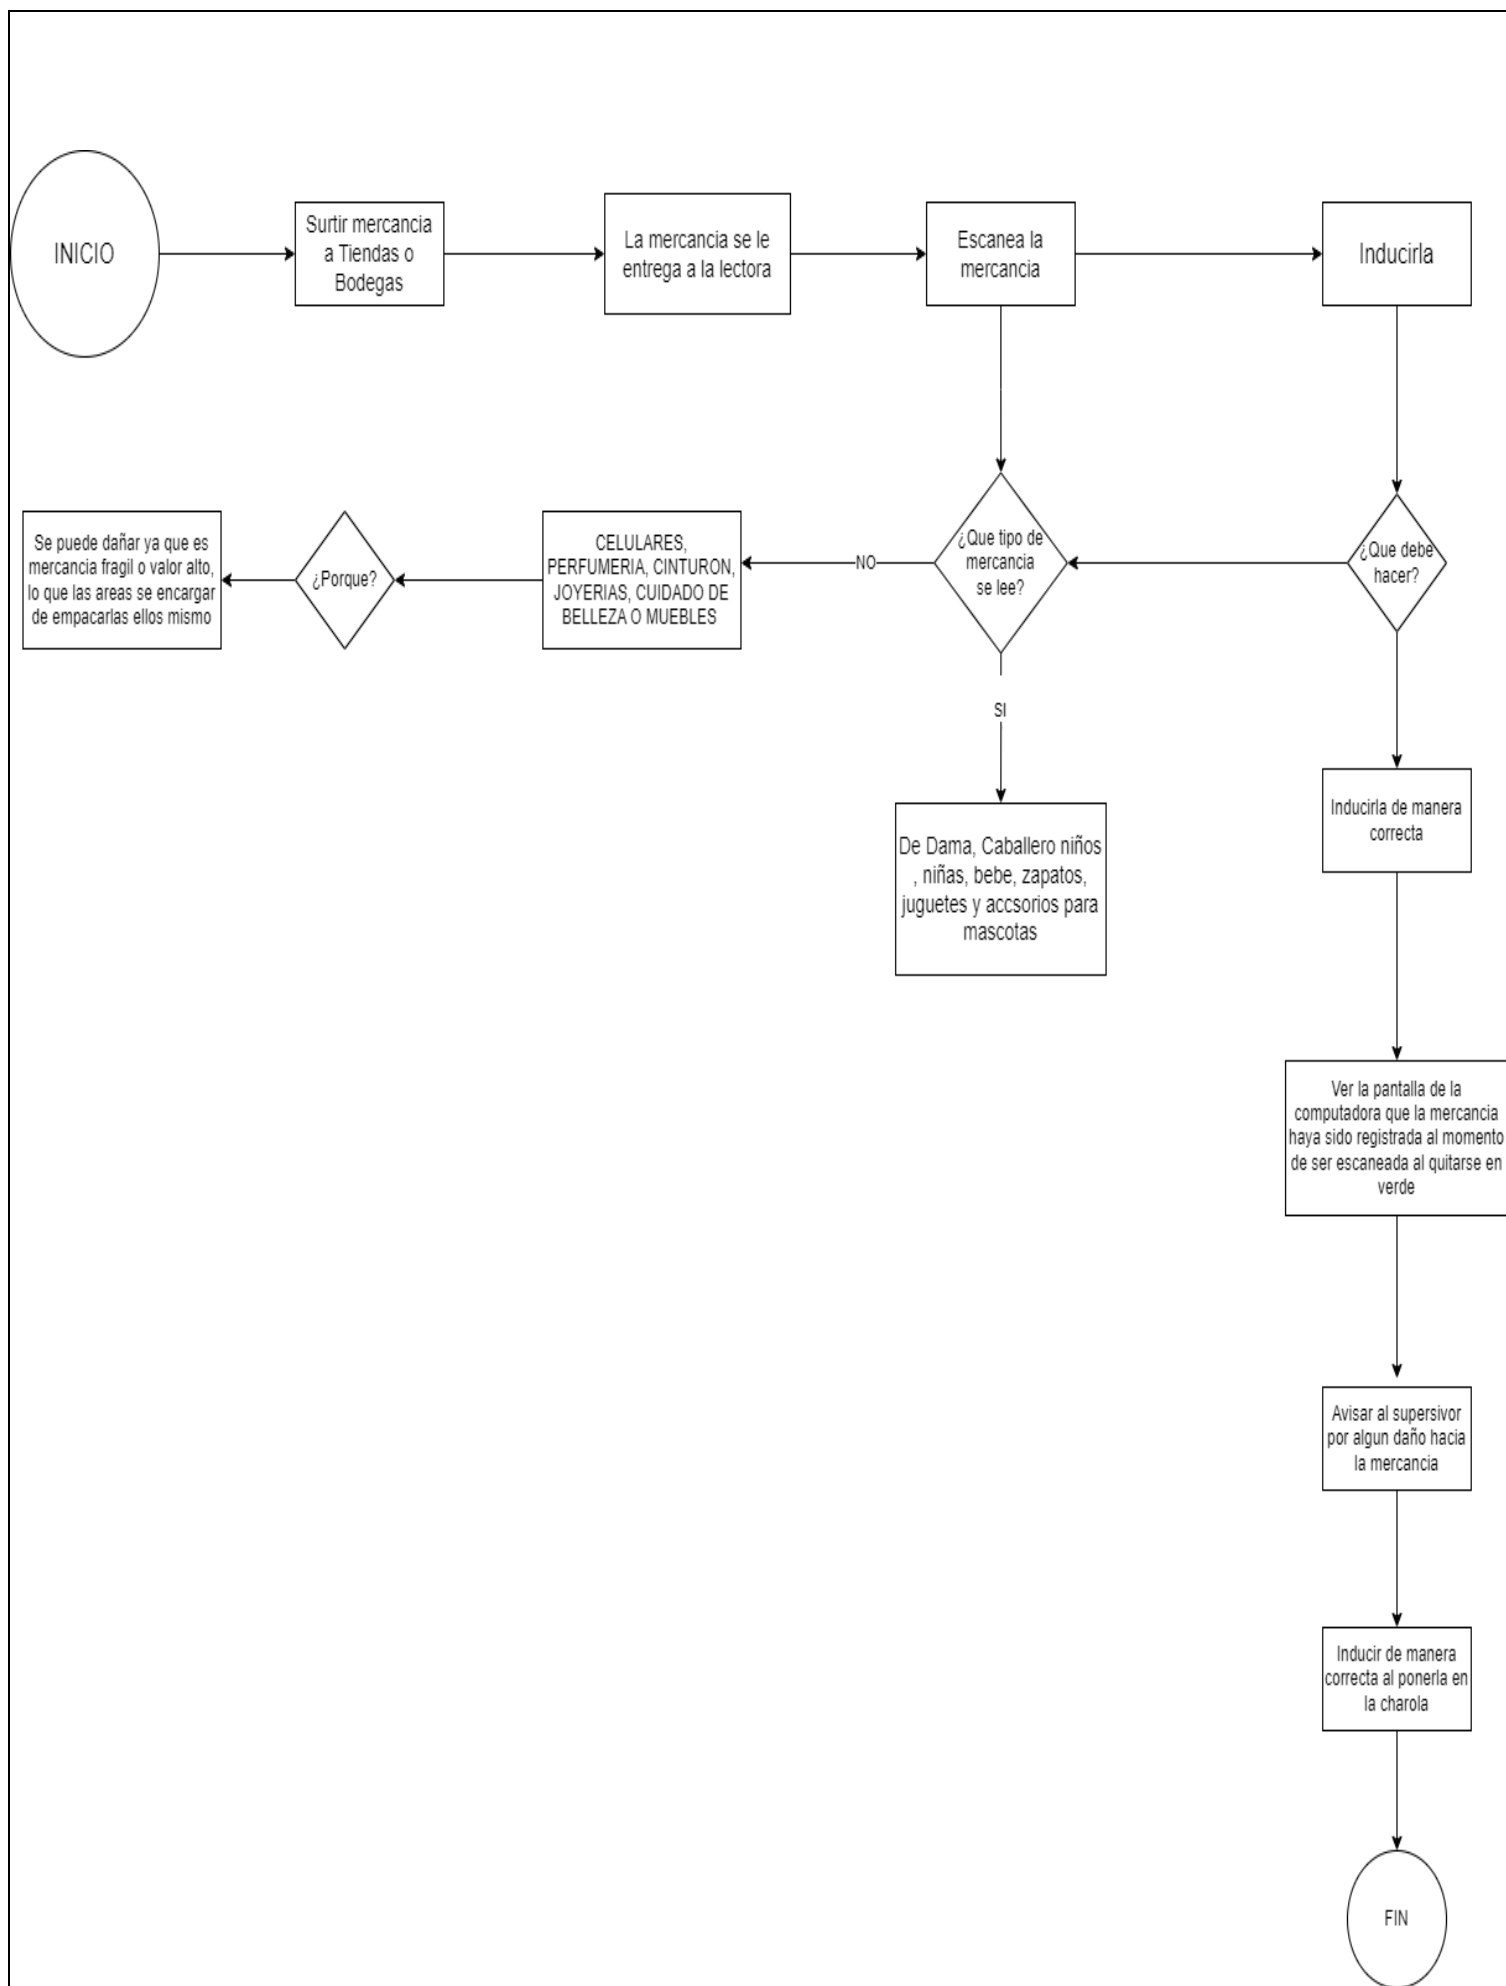 INICIO
Surtir mercancia
a Tiendas o
Bodegas
La mercancia se le
entrega a la lectora
Escanea la
mercancia
Inducirla
Se puede dañar ya que es
mercancia fragil o valor alto,
lo que las areas se encargar
de empacarlas ellos mismo
¿Porque?
CELULARES,
PERFUMERIA, CINTURON,
JOYERIAS, CUIDADO DE
BELLEZA O MUEBLES
NO
¿Que tipo de
mercancia
se lee?
¿Que debe
hacer?
SI
De Dama, Caballero niños
, niñas, bebe, zapatos,
juguetes y accsorios para
mascotas
Inducirla de manera
correcta
Ver la pantalla de la
computadora que la mercancia
haya sido registrada al momento
de ser escaneada al quitarse en
verde
Avisar al supersivor
por algun daño hacia
la mercancia
Inducir de manera
correcta al ponerla en
la charola
FIN